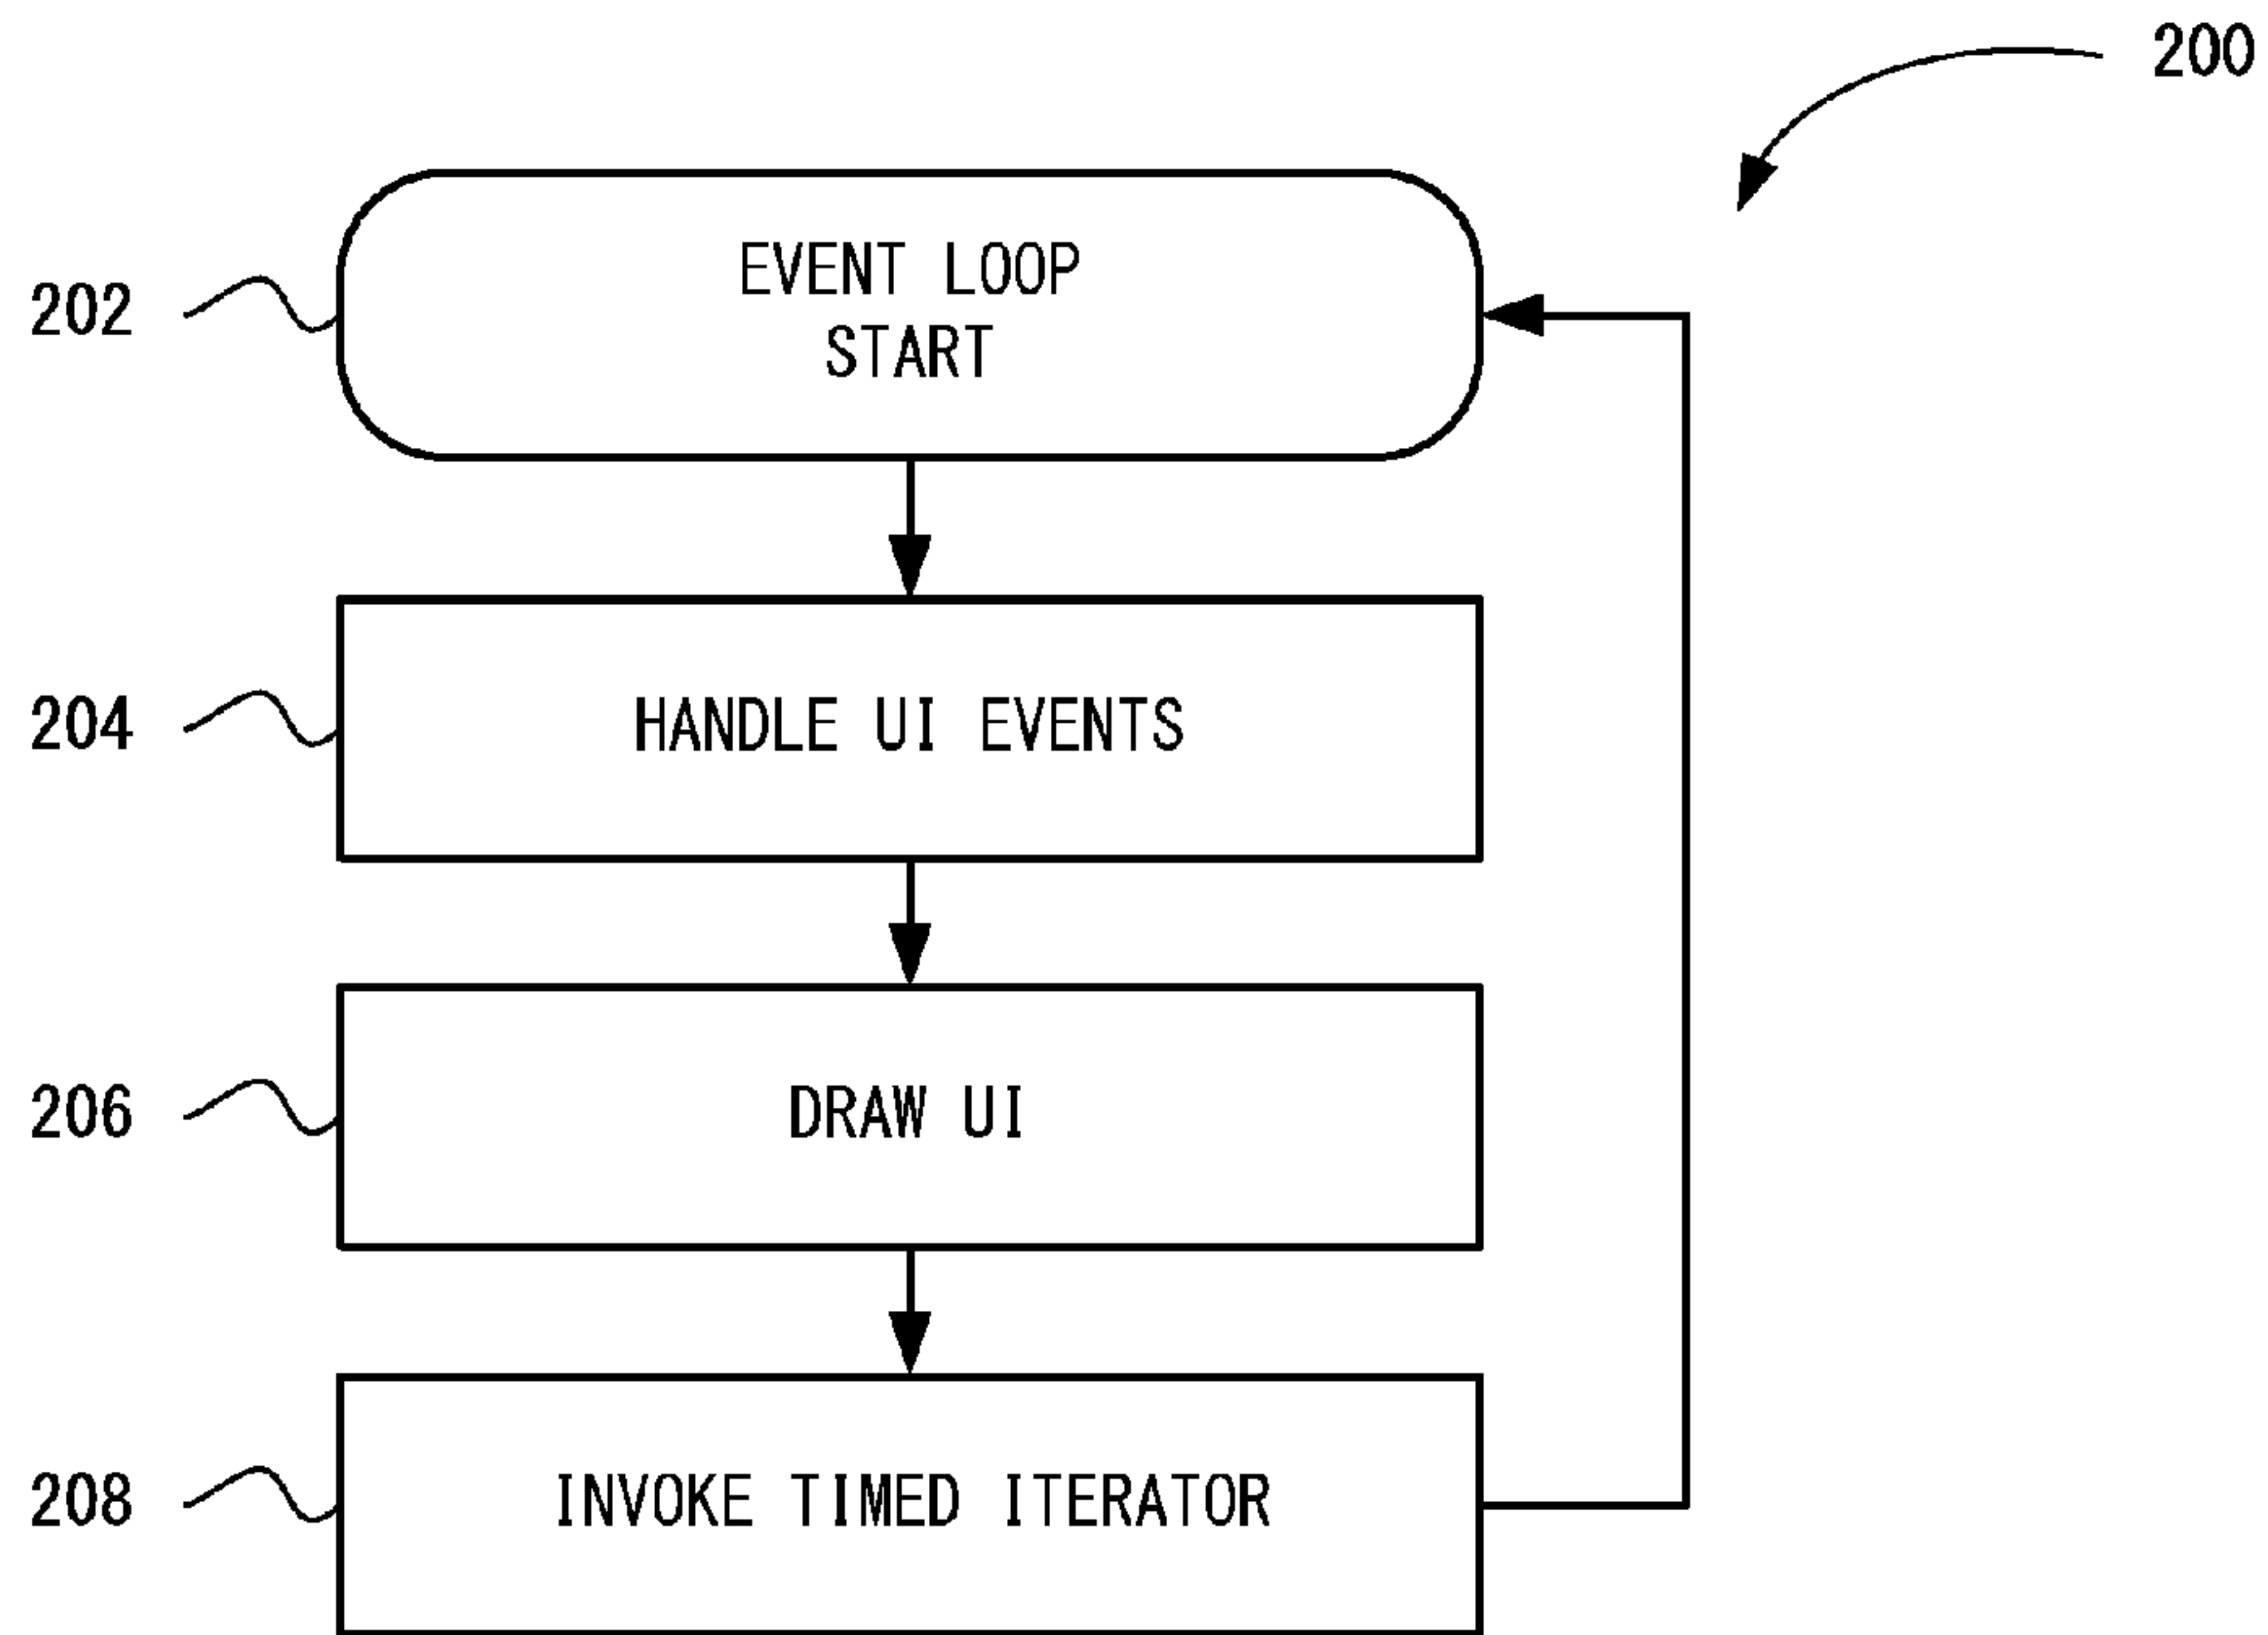 200
202
EVENT LOOP
START
204
HANDLE UI EVENTS
206
DRAW UI
208
INVOKE TIMED ITERATOR